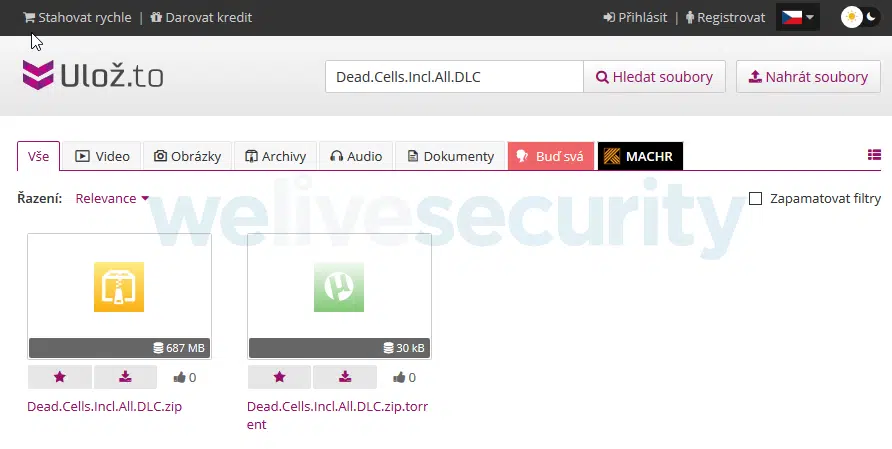 Stahovat rychle | Darovat kredit Přihlásit | Registrovat
Ulož.to Dead.Cells.Incl.All.DLC Hledat soubory Nahrát soubory
Vše Video Obrázky Archivy Audio Dokumenty Buď svá MACHR
Řazení: Relevance Zapamatovat filtry
welivesecurity
687 MB 30 kB
0 0
Dead.Cells.Incl.All.DLC.zip Dead.Cells.Incl.All.DLC.zip.torr
ent